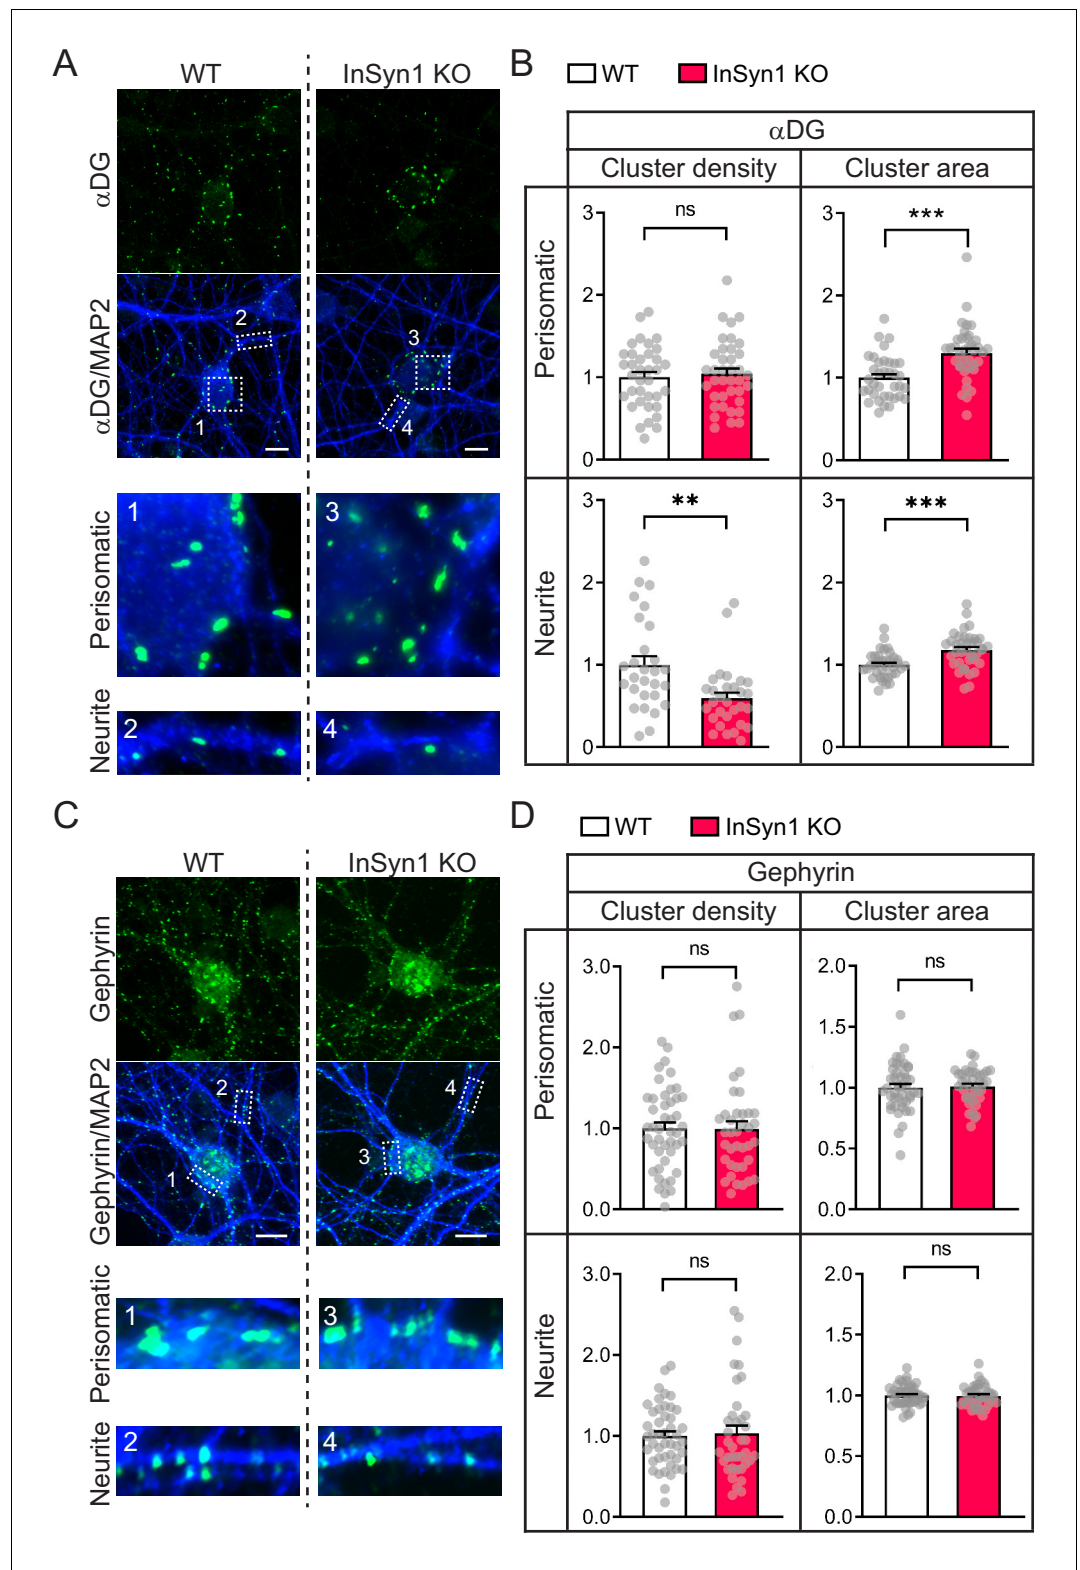 A
WT
InSyn1 KO
αDG
αDG/MAP2
1
2
3
4
Perisomatic
1
3
Neurite
2
4
B
WT
InSyn1 KO
αDG
Cluster density
Cluster area
Perisomatic
3
2
1
0
ns
3
2
1
0
***
Neurite
3
2
1
0
**
3
2
1
0
***
C
WT
InSyn1 KO
Gephyrin
Gephyrin/MAP2
1
2
3
4
Perisomatic
1
3
Neurite
2
4
D
WT
InSyn1 KO
Gephyrin
Cluster density
Cluster area
Perisomatic
3.0
2.0
1.0
0.0
ns
2.0
1.5
1.0
0.5
0.0
ns
Neurite
3.0
2.0
1.0
0.0
ns
2.0
1.5
1.0
0.5
0.0
ns